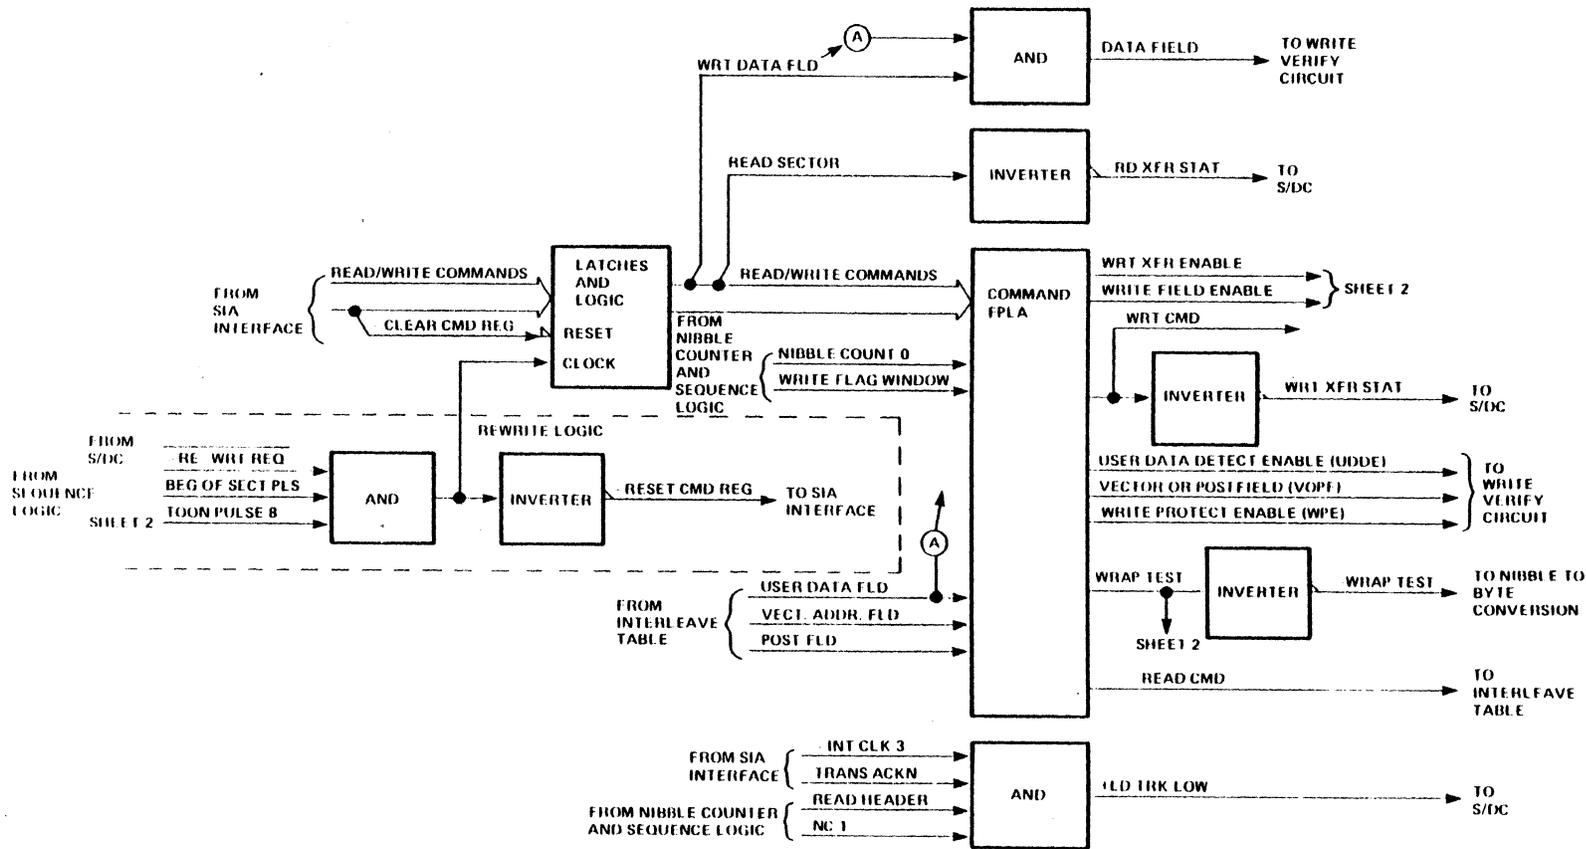 A
AND
DATA FIELD
TO WRITE
VERIFY
CIRCUIT
WRT DATA FLD
READ SECTOR
INVERTER
RD XFR STAT
TO
S/DC
FROM
SIA
INTERFACE
READ/WRITE COMMANDS
CLEAR CMD REG
LATCHES
AND
LOGIC
RESET
CLOCK
READ/WRITE COMMANDS
FROM
NIBBLE
COUNTER
AND
SEQUENCE
LOGIC
NIBBLE COUNT 0
WRITE FLAG WINDOW
COMMAND
FPLA
WRT XFR ENABLE
WRITE FIELD ENABLE
SHEET 2
WRT CMD
INVERTER
WRT XFR STAT
TO
S/DC
REWRITE LOGIC
FROM
S/DC
RE WRT REQ
FROM
SEQUENCE
LOGIC
BEG OF SECT PLS
SHEET 2
TOON PULSE 8
AND
INVERTER
RESET CMD REG
TO SIA
INTERFACE
USER DATA DETECT ENABLE (UDDE)
VECTOR OR POSTFIELD (VOPF)
WRITE PROTECT ENABLE (WPE)
TO
WRITE
VERIFY
CIRCUIT
A
FROM
INTERLEAVE
TABLE
USER DATA FLD
VECT. ADDR. FLD
POST FLD
WRAP TEST
SHEET 2
INVERTER
WRAP TEST
TO NIBBLE TO
BYTE
CONVERSION
READ CMD
TO
INTERLEAVE
TABLE
FROM SIA
INTERFACE
INT CLK 3
TRANS ACKN
FROM NIBBLE COUNTER
AND SEQUENCE LOGIC
READ HEADER
NC 1
AND
TRK LOW
TO
S/DC